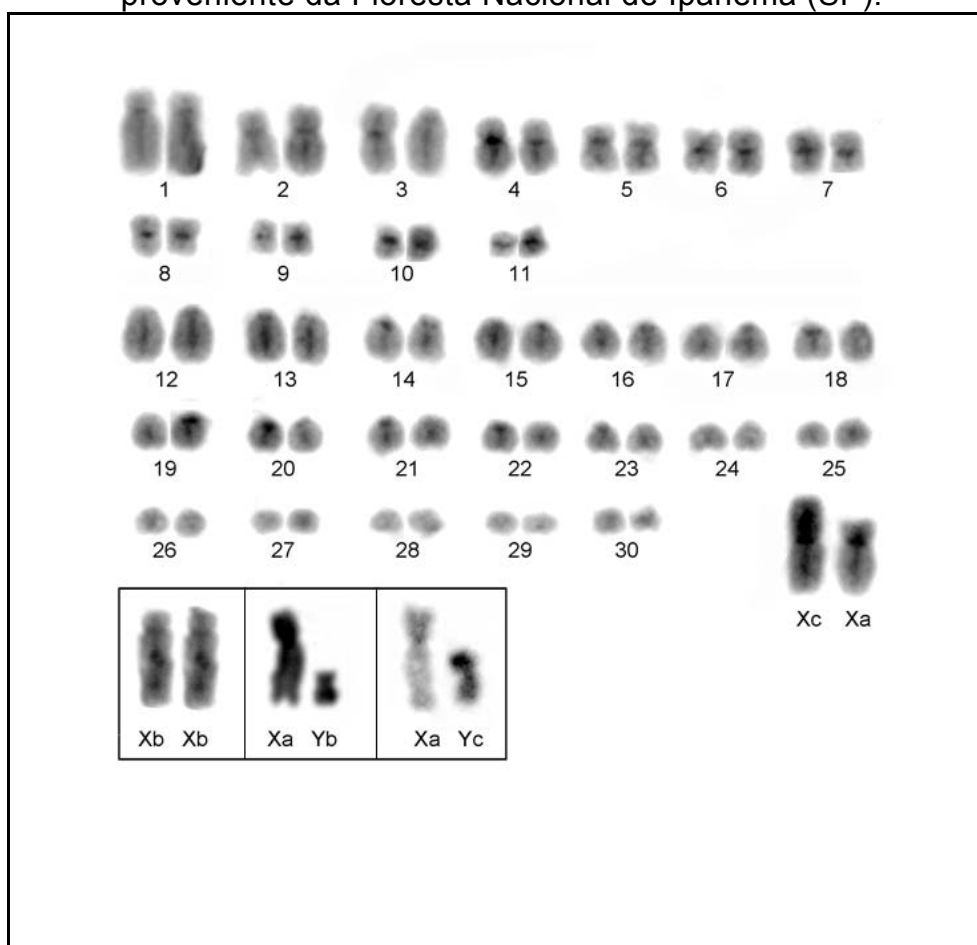 proveniente da Floresta Nacional de Ipanema (SP).
1 2 3 4 5 6 7
8 9 10 11
12 13 14 15 16 17 18
19 20 21 22 23 24 25
26 27 28 29 30
Xc Xa
Xb Xb Xa Yb Xa Yc